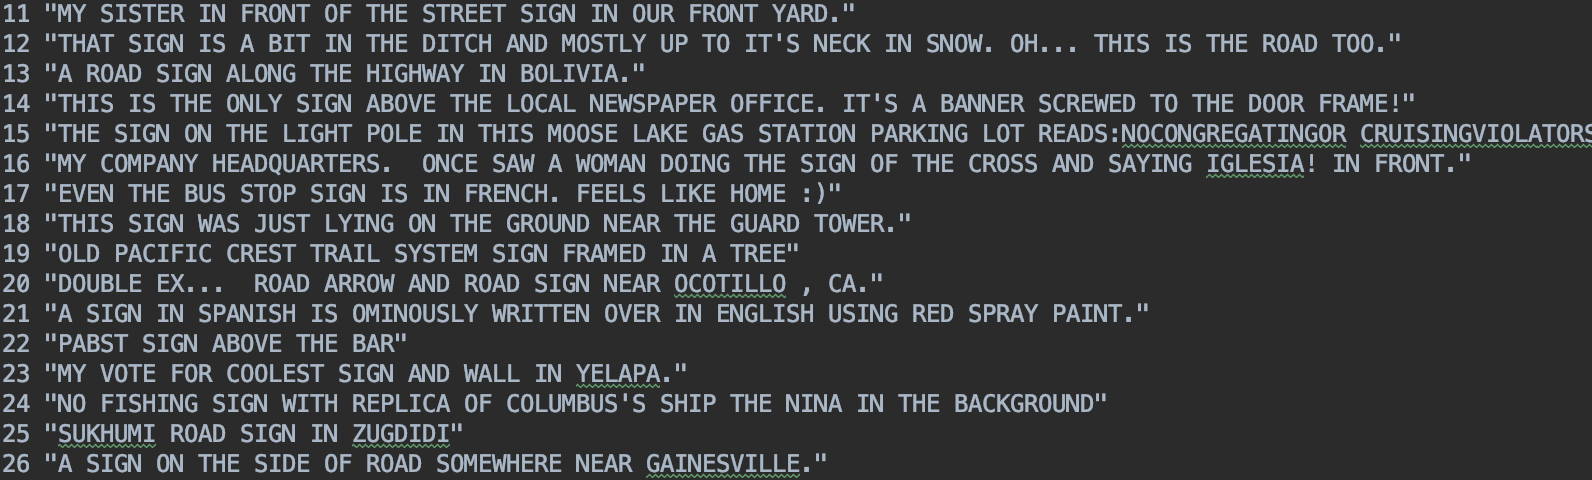 11 "MY SISTER IN FRONT OF THE STREET SIGN IN OUR FRONT YARD."
12 "THAT SIGN IS A BIT IN THE DITCH AND MOSTLY UP TO IT'S NECK IN SNOW. OH... THIS IS THE ROAD TOO."
13 "A ROAD SIGN ALONG THE HIGHWAY IN BOLIVIA."
14 "THIS IS THE ONLY SIGN ABOVE THE LOCAL NEWSPAPER OFFICE. IT'S A BANNER SCREWED TO THE DOOR FRAME!"
15 "THE SIGN ON THE LIGHT POLE IN THIS MOOSE LAKE GAS STATION PARKING LOT READS:NOCONGREGATINGOR CRUISINGVIOLATORS
16 "MY COMPANY HEADQUARTERS.  ONCE SAW A WOMAN DOING THE SIGN OF THE CROSS AND SAYING IGLESIA! IN FRONT."
17 "EVEN THE BUS STOP SIGN IS IN FRENCH. FEELS LIKE HOME :)"
18 "THIS SIGN WAS JUST LYING ON THE GROUND NEAR THE GUARD TOWER."
19 "OLD PACIFIC CREST TRAIL SYSTEM SIGN FRAMED IN A TREE"
20 "DOUBLE EX...  ROAD ARROW AND ROAD SIGN NEAR OCOTILLO , CA."
21 "A SIGN IN SPANISH IS OMINOUSLY WRITTEN OVER IN ENGLISH USING RED SPRAY PAINT."
22 "PABST SIGN ABOVE THE BAR"
23 "MY VOTE FOR COOLEST SIGN AND WALL IN YELAPA."
24 "NO FISHING SIGN WITH REPLICA OF COLUMBUS'S SHIP THE NINA IN THE BACKGROUND"
25 "SUKHUMI ROAD SIGN IN ZUGDIDI"
26 "A SIGN ON THE SIDE OF ROAD SOMEWHERE NEAR GAINESVILLE."